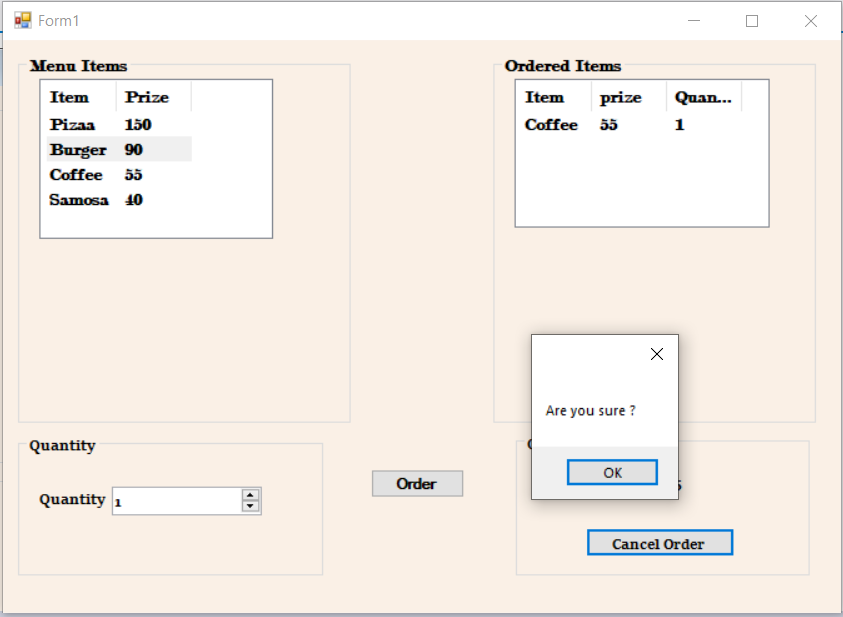 Form1
Menu Items
Item Prize
Pizaa 150
Burger 90
Coffee 55
Samosa 40
Ordered Items
Item prize Quan...
Coffee 55 1
Are you sure ?
OK
Quantity
Quantity 1
Order
Cancel Order